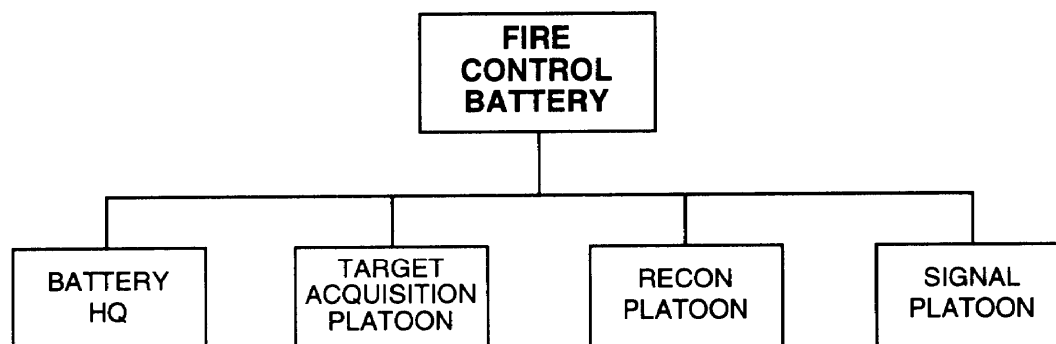 FIRE
CONTROL
BATTERY
BATTERY
HQ
TARGET
ACQUISITION
PLATOON
RECON
PLATOON
SIGNAL
PLATOON